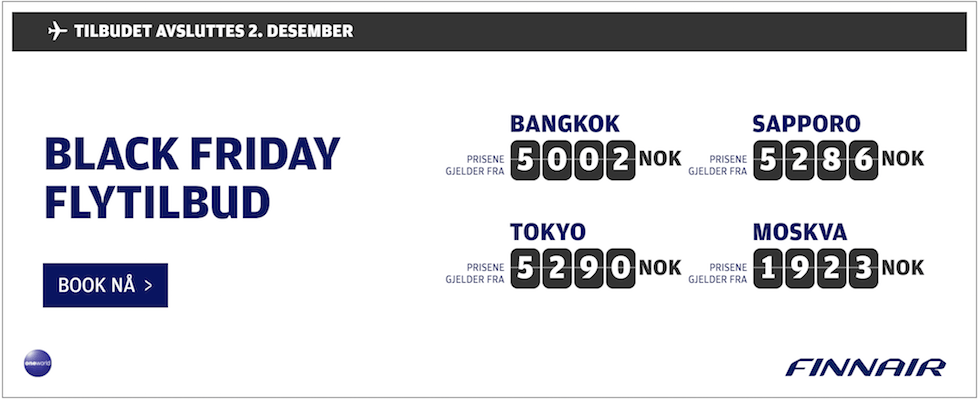 TILBUDET AVSLUTTES 2. DESEMBER
BLACK FRIDAY
FLYTILBUD
BOOK NÅ >
BANGKOK
PRISENE
GJELDER FRA
5002 NOK
SAPPORO
PRISENE
GJELDER FRA
5286 NOK
TOKYO
PRISENE
GJELDER FRA
5290 NOK
MOSKVA
PRISENE
GJELDER FRA
1923 NOK
oneworld
FINNAIR